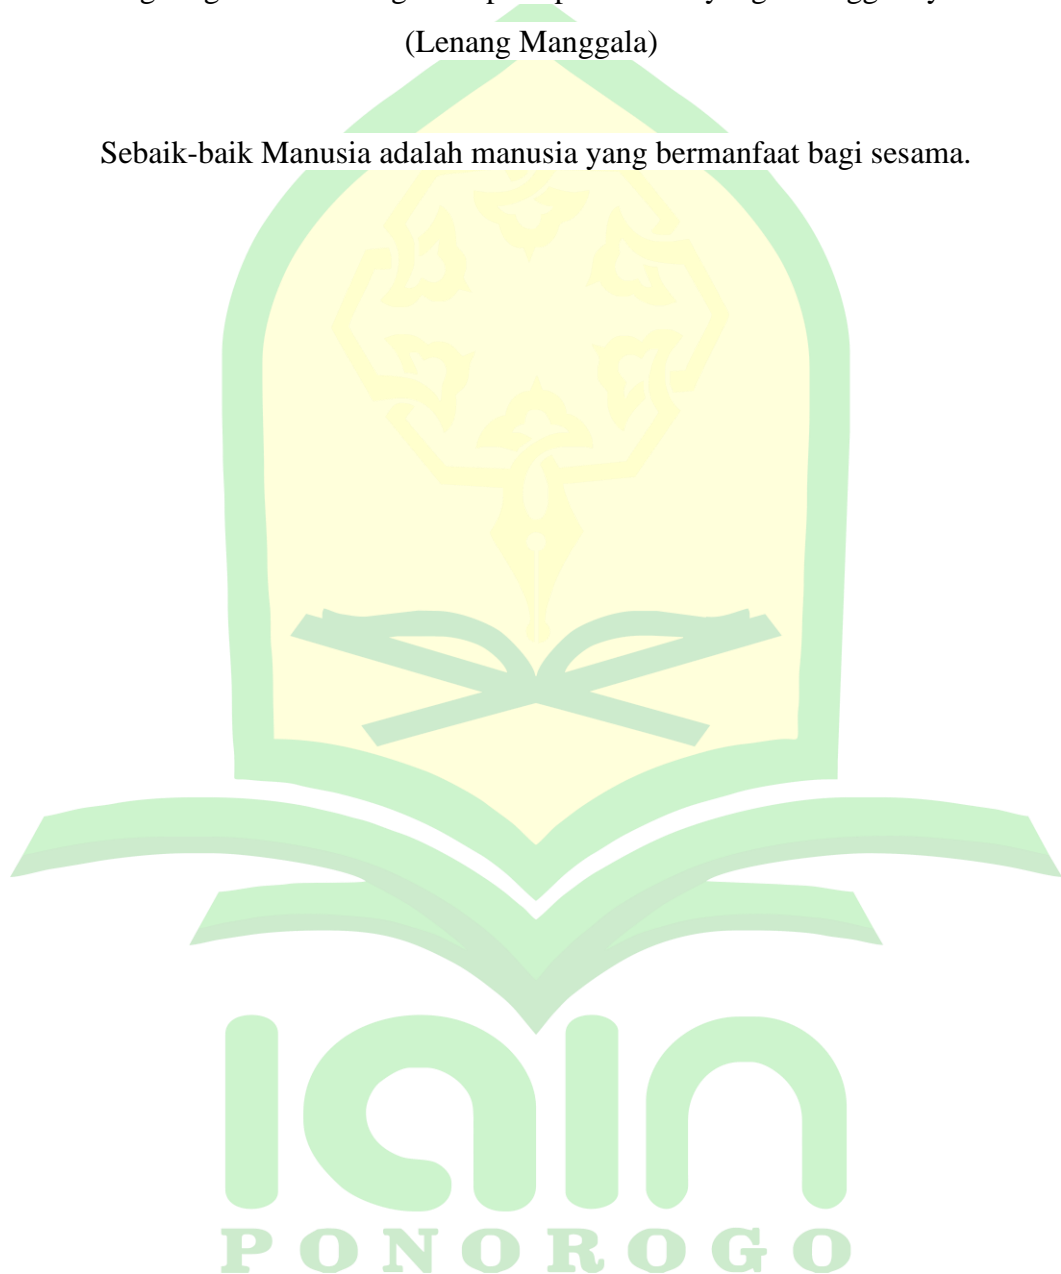 (Lenang Manggala)
Sebaik-baik Manusia adalah manusia yang bermanfaat bagi sesama.
iain
PONOROGO